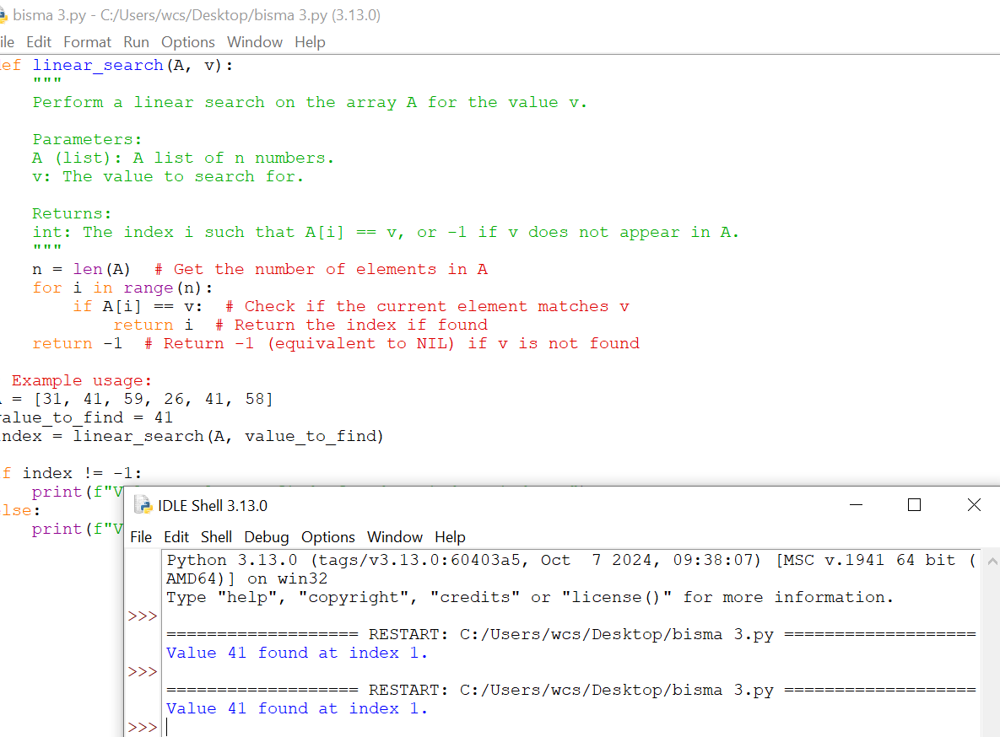 bisma 3.py - C:/Users/wcs/Desktop/bisma 3.py (3.13.0)
ile Edit Format Run Options Window Help
ef linear_search(A, v):
    """
    Perform a linear search on the array A for the value v.
    Parameters:
    A (list): A list of n numbers.
    v: The value to search for.
    Returns:
    int: The index i such that A[i] == v, or -1 if v does not appear in A.
    """
    n = len(A)  # Get the number of elements in A
    for i in range(n):
        if A[i] == v:  # Check if the current element matches v
            return i  # Return the index if found
    return -1  # Return -1 (equivalent to NIL) if v is not found
Example usage:
= [31, 41, 59, 26, 41, 58]
alue_to_find = 41
ndex = linear_search(A, value_to_find)
f index != -1:
    print(f"V
lse:
    print(f"V
IDLE Shell 3.13.0
File Edit Shell Debug Options Window Help
Python 3.13.0 (tags/v3.13.0:60403a5, Oct  7 2024, 09:38:07) [MSC v.1941 64 bit (
AMD64)] on win32
Type "help", "copyright", "credits" or "license()" for more information.
>>>
=================== RESTART: C:/Users/wcs/Desktop/bisma 3.py ===================
Value 41 found at index 1.
>>>
=================== RESTART: C:/Users/wcs/Desktop/bisma 3.py ===================
Value 41 found at index 1.
>>>